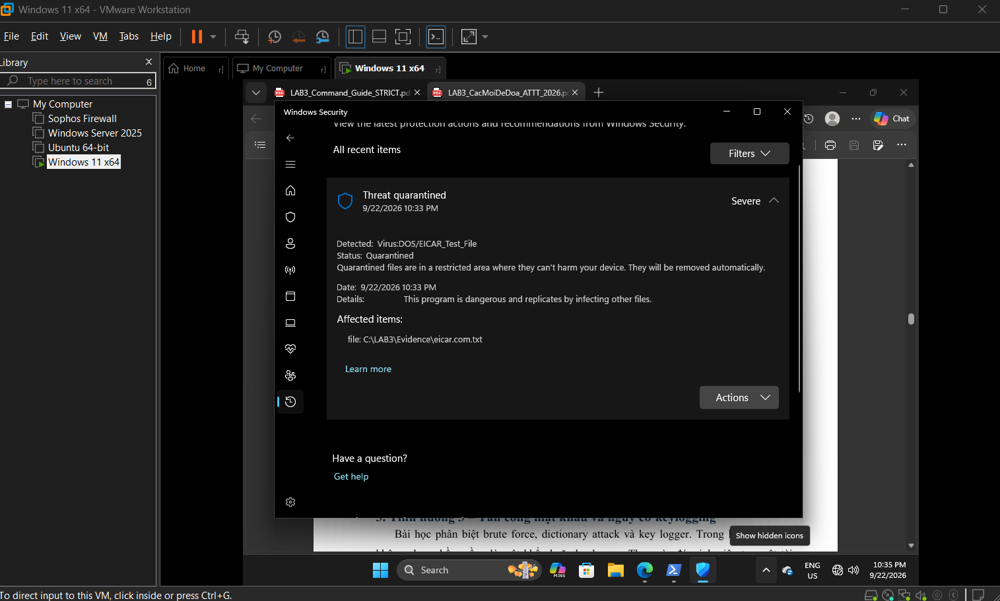 Windows 11 x64 - VMware Workstation
File Edit View VM Tabs Help
Library
Type here to search 6
My Computer
Sophos Firewall
Windows Server 2025
Ubuntu 64-bit
Windows 11 x64
Home
My Computer
Windows 11 x64
LAB3_Command_Guide_STRICT.pd
LAB3_CacMoiDeDoa_ATTT_2026.p
Chat
Windows Security
View the latest protection actions and recommendations from Windows Security.
All recent items
Filters
Threat quarantined
9/22/2026 10:33 PM
Severe
Detected: Virus:DOS/EICAR_Test_File
Status: Quarantined
Quarantined files are in a restricted area where they can't harm your device. They will be removed automatically.
Date: 9/22/2026 10:33 PM
Details: This program is dangerous and replicates by infecting other files.
Affected items:
file: C:\LAB3\Evidence\eicar.com.txt
Learn more
Actions
Have a question?
Get help
3. Tình huống 3 – Tấn công mật khẩu và nguy cơ keylogging
Bài học phân biệt brute force, dictionary attack và key logger. Trong
Show hidden icons
Search
M365
ENG
US
10:35 PM
9/22/2026
To direct input to this VM, click inside or press Ctrl+G.